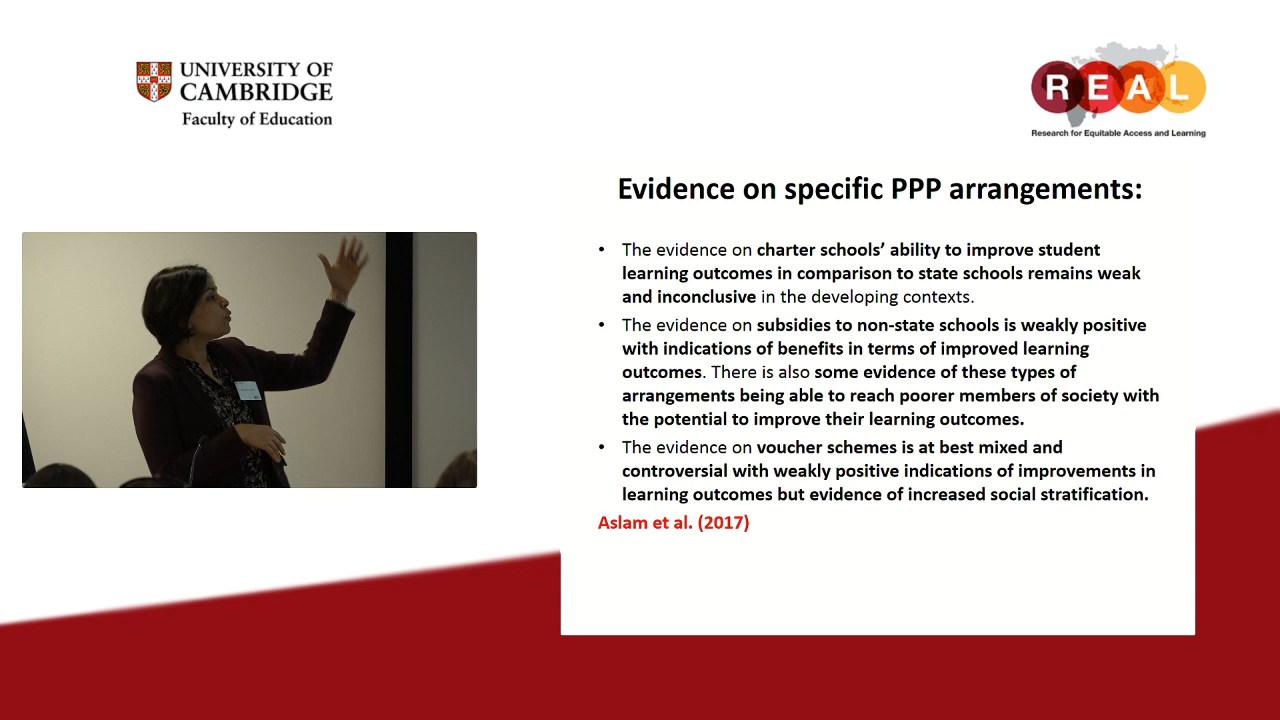 UNIVERSITY OF
CAMBRIDGE
Faculty of Education
R E A L
Research for Equitable Access and Learning
Evidence on specific PPP arrangements:
• The evidence on charter schools’ ability to improve student
learning outcomes in comparison to state schools remains weak
and inconclusive in the developing contexts.
• The evidence on subsidies to non-state schools is weakly positive
with indications of benefits in terms of improved learning
outcomes. There is also some evidence of these types of
arrangements being able to reach poorer members of society with
the potential to improve their learning outcomes.
• The evidence on voucher schemes is at best mixed and
controversial with weakly positive indications of improvements in
learning outcomes but evidence of increased social stratification.
Aslam et al. (2017)